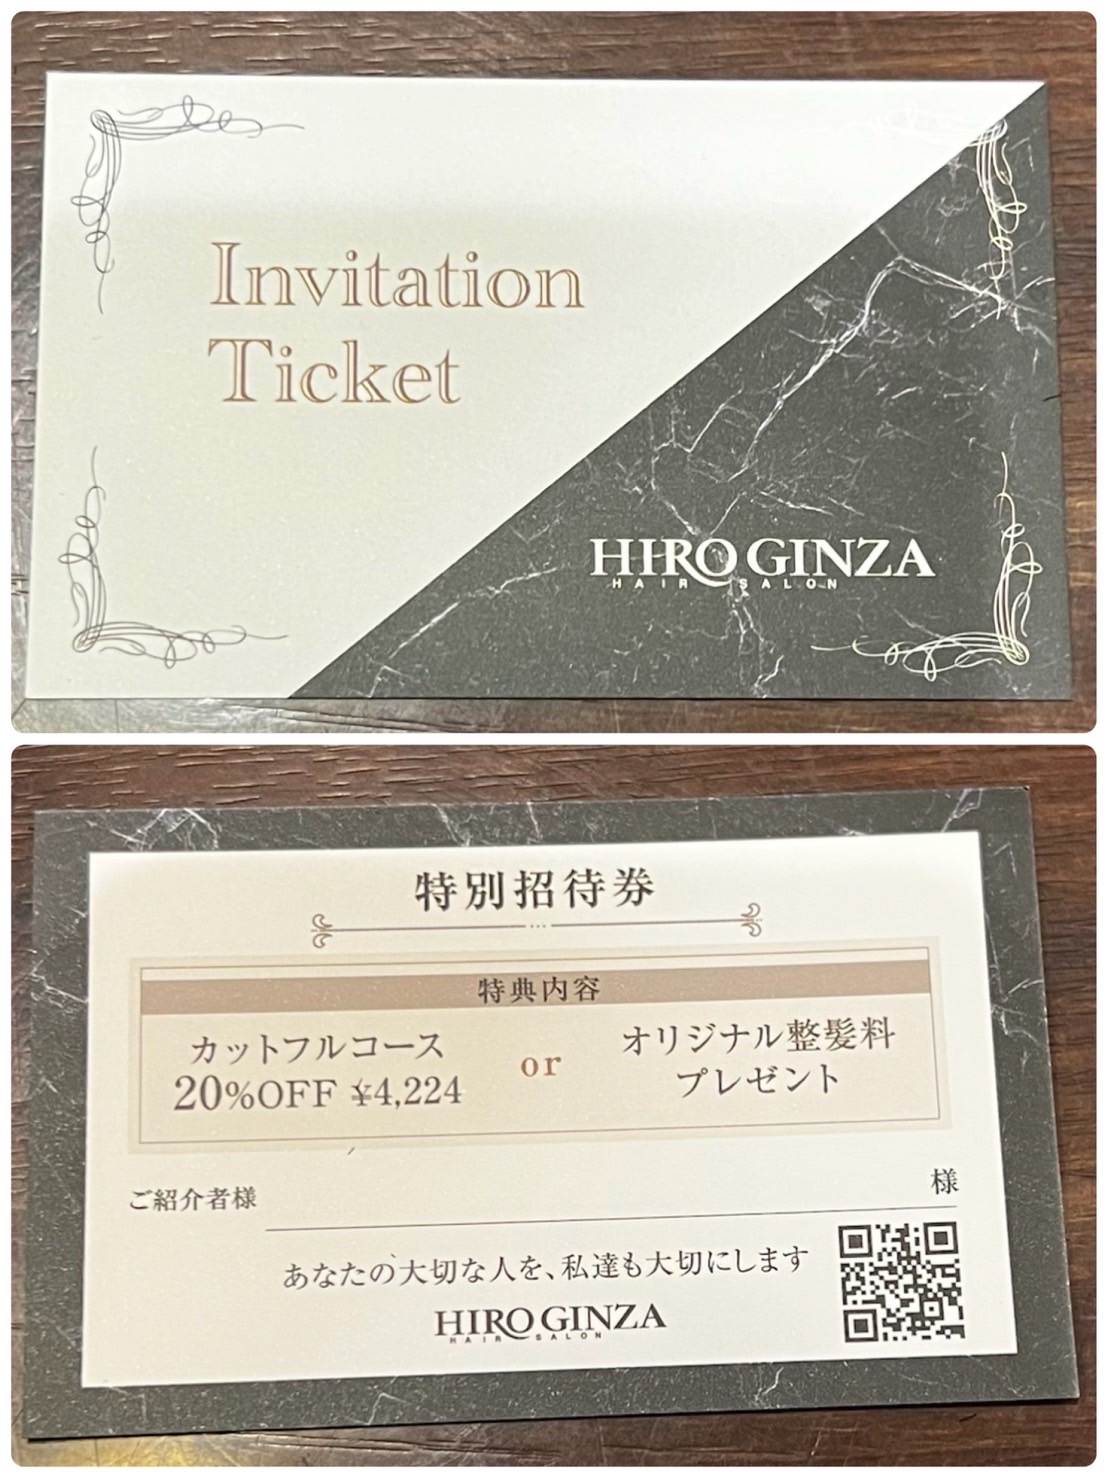 Invitation
Ticket
HIRO GINZA
HAIR SALON
特別招待券
特典内容
カットフルコース
20%OFF ¥4,224
or
オリジナル整髪料
プレゼント
ご紹介者様
様
あなたの大切な人を、私達も大切にします
HIRO GINZA
HAIR SALON